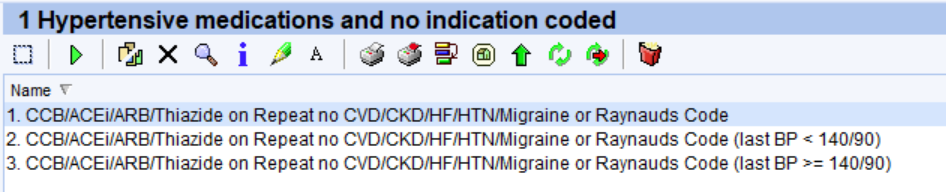 1 Hypertensive medications and no indication coded
A
Name
1. CCB/ACEi/ARB/Thiazide on Repeat no CVD/CKD/HF/HTN/Migraine or Raynauds Code
2. CCB/ACEi/ARB/Thiazide on Repeat no CVD/CKD/HF/HTN/Migraine or Raynauds Code (last BP < 140/90)
3. CCB/ACEi/ARB/Thiazide on Repeat no CVD/CKD/HF/HTN/Migraine or Raynauds Code (last BP >= 140/90)